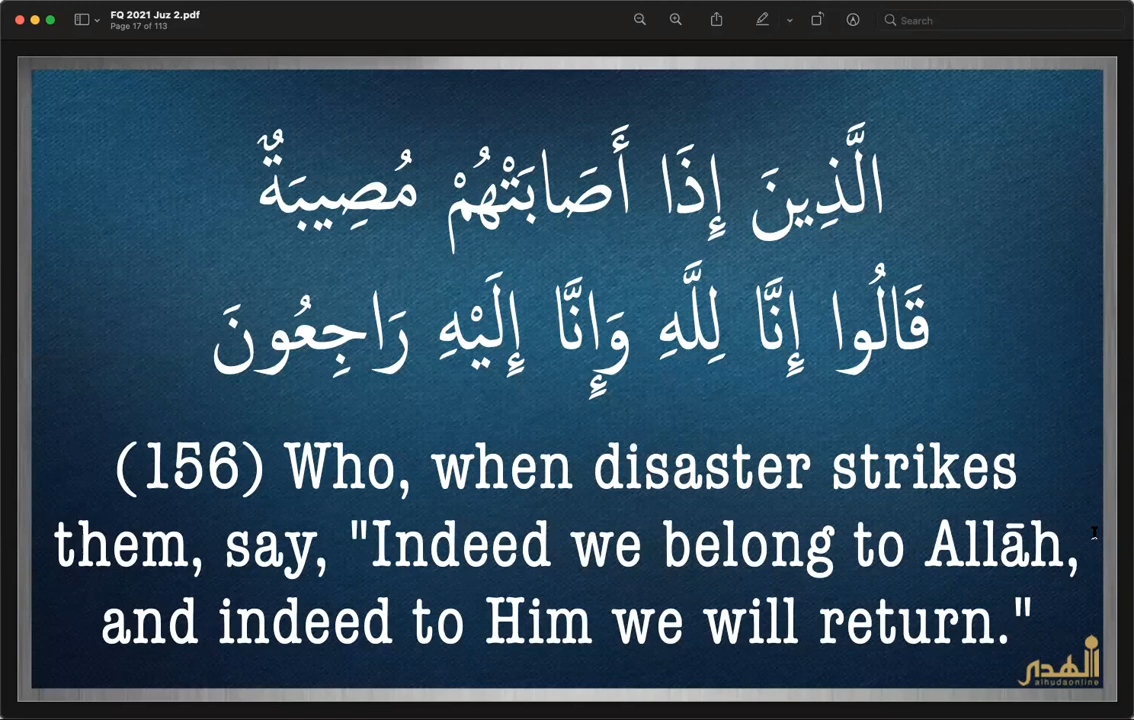 FQ 2021 Juz 2.pdf
Page 17 of 113
Search
الَّذِينَ إِذَا أَصَابَتْهُمْ مُصِيبَةٌ
قَالُوا إِنَّا لِلَّهِ وَإِنَّا إِلَيْهِ رَاجِعُونَ
(156) Who, when disaster strikes
them, say, "Indeed we belong to Allāh,
and indeed to Him we will return."
الهدى
alhudaonline